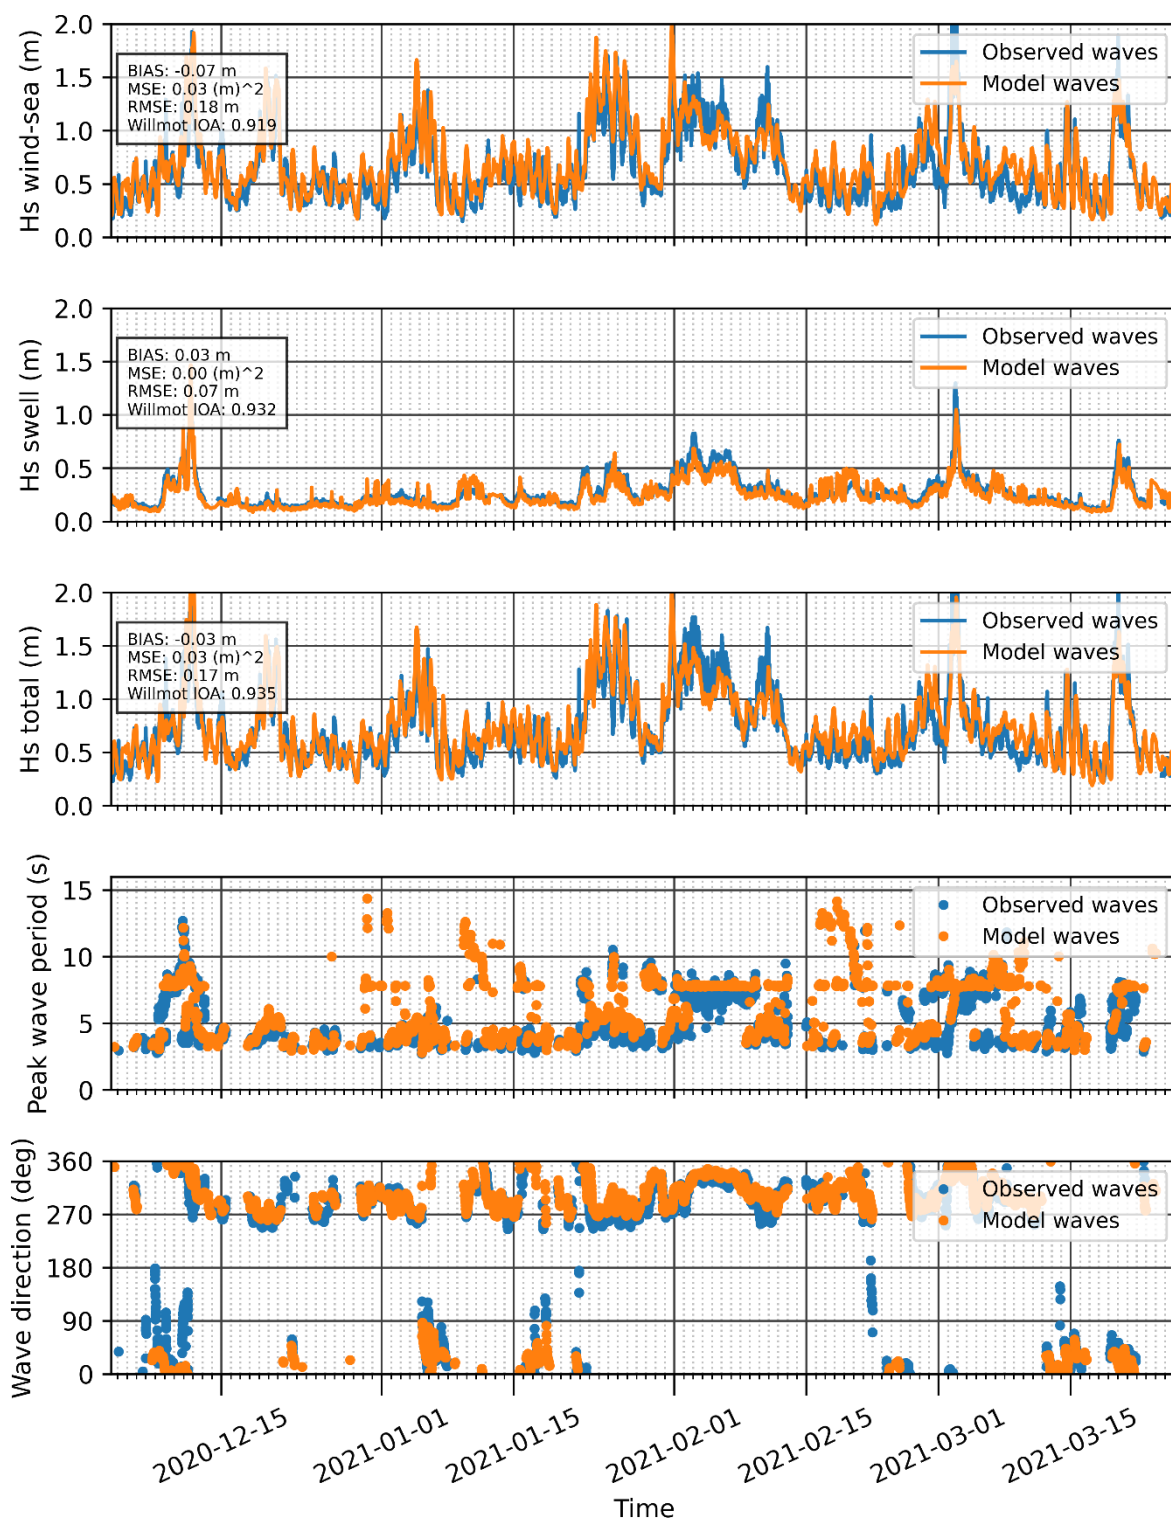 Hs wind-sea (m)
2.0
1.5
1.0
0.5
0.0
BIAS: -0.07 m
MSE: 0.03 (m)^2
RMSE: 0.18 m
Willmot IOA: 0.919
Observed waves
Model waves
Hs swell (m)
2.0
1.5
1.0
0.5
0.0
BIAS: 0.03 m
MSE: 0.00 (m)^2
RMSE: 0.07 m
Willmot IOA: 0.932
Observed waves
Model waves
Hs total (m)
2.0
1.5
1.0
0.5
0.0
BIAS: -0.03 m
MSE: 0.03 (m)^2
RMSE: 0.17 m
Willmot IOA: 0.935
Observed waves
Model waves
Peak wave period (s)
15
10
5
0
Observed waves
Model waves
Wave direction (deg)
360
270
180
90
0
Observed waves
Model waves
2020-12-15
2021-01-01
2021-01-15
2021-02-01
2021-02-15
2021-03-01
2021-03-15
Time